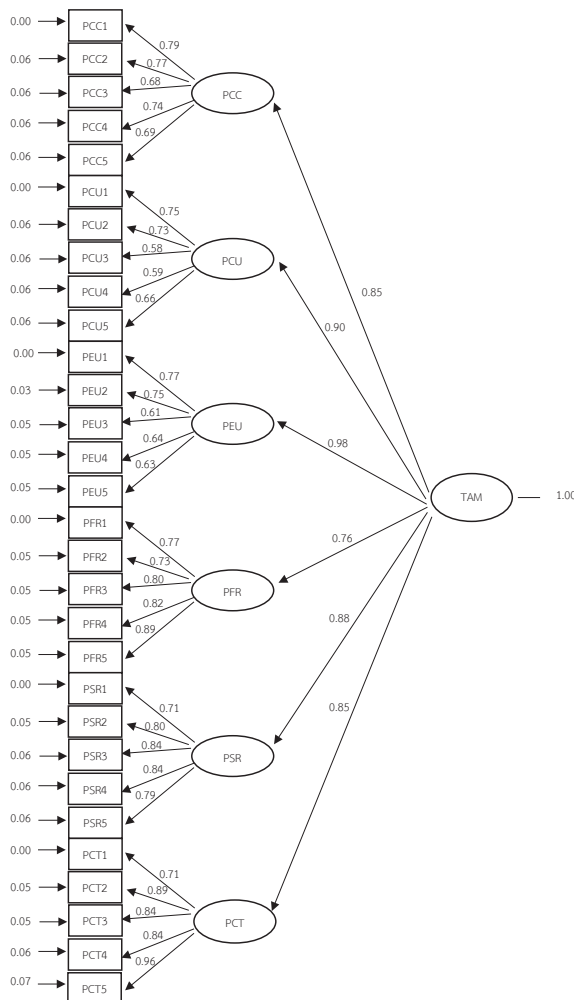 0.00 PCC1
0.79
0.06 PCC2
0.77
0.06 PCC3
0.68
PCC
0.06 PCC4
0.74
0.06 PCC5
0.69
0.00 PCU1
0.75
0.06 PCU2
0.73
0.06 PCU3
0.58
PCU
0.06 PCU4
0.59
0.06 PCU5
0.66
0.85
0.90
0.00 PEU1
0.77
0.03 PEU2
0.75
0.05 PEU3
0.61
PEU
0.05 PEU4
0.64
0.05 PEU5
0.63
0.98
TAM
1.00
0.00 PFR1
0.77
0.05 PFR2
0.73
0.05 PFR3
0.80
PFR
0.05 PFR4
0.82
0.05 PFR5
0.89
0.76
0.88
0.85
0.00 PSR1
0.71
0.05 PSR2
0.80
0.06 PSR3
0.84
PSR
0.06 PSR4
0.84
0.06 PSR5
0.79
0.00 PCT1
0.71
0.05 PCT2
0.89
0.05 PCT3
0.84
PCT
0.06 PCT4
0.84
0.07 PCT5
0.96